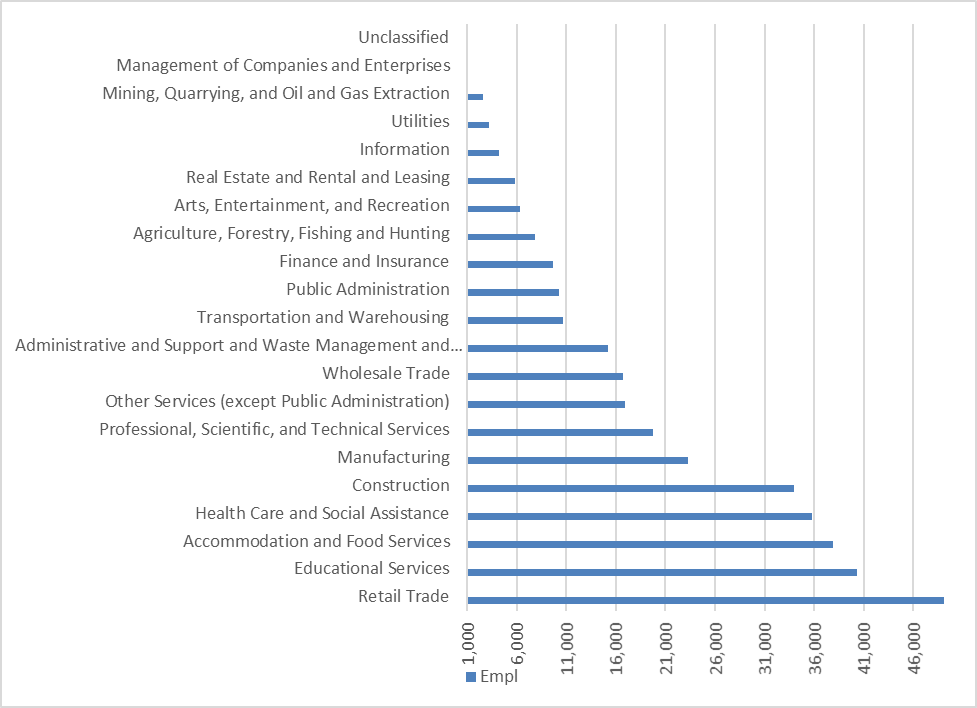 Unclassified
Management of Companies and Enterprises
Mining, Quarrying, and Oil and Gas Extraction
Utilities
Information
Real Estate and Rental and Leasing
Arts, Entertainment, and Recreation
Agriculture, Forestry, Fishing and Hunting
Finance and Insurance
Public Administration
Transportation and Warehousing
Administrative and Support and Waste Management and...
Wholesale Trade
Other Services (except Public Administration)
Professional, Scientific, and Technical Services
Manufacturing
Construction
Health Care and Social Assistance
Accommodation and Food Services
Educational Services
Retail Trade
1,000
6,000
11,000
16,000
21,000
26,000
31,000
36,000
41,000
46,000
Empl